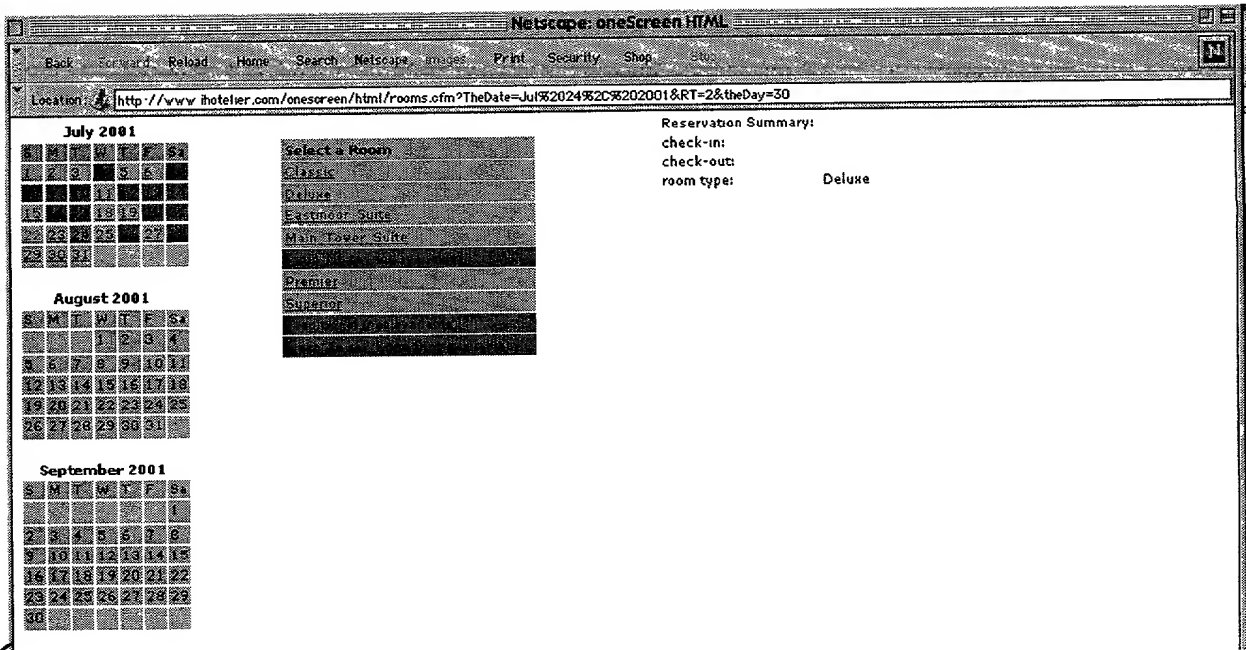 Netscape: oneScreen HTML
Back Forward Reload Home Search Netscape Images Print Security Shop Stop
Location: http://www.ihotelier.com/onescreen/html/rooms.cfm?TheDate=Jul%2024%2C%202001&RT=2&theDay=30
July 2001
S M T W T F Sa
1 2 3 5 6
11
15 18 19
22 23 24 25 27
29 30 31
August 2001
S M T W T F Sa
1 2 3 4
5 6 7 8 9 10 11
12 13 14 15 16 17 18
19 20 21 22 23 24 25
26 27 28 29 30 31
September 2001
S M T W T F Sa
1
2 3 4 5 6 7 8
9 10 11 12 13 14 15
16 17 18 19 20 21 22
23 24 25 26 27 28 29
30
Select a Room
Classic
Deluxe
Eastmoor Suite
Main Tower Suite
Premier
Superior
Reservation Summary:
check-in:
check-out:
room type: Deluxe